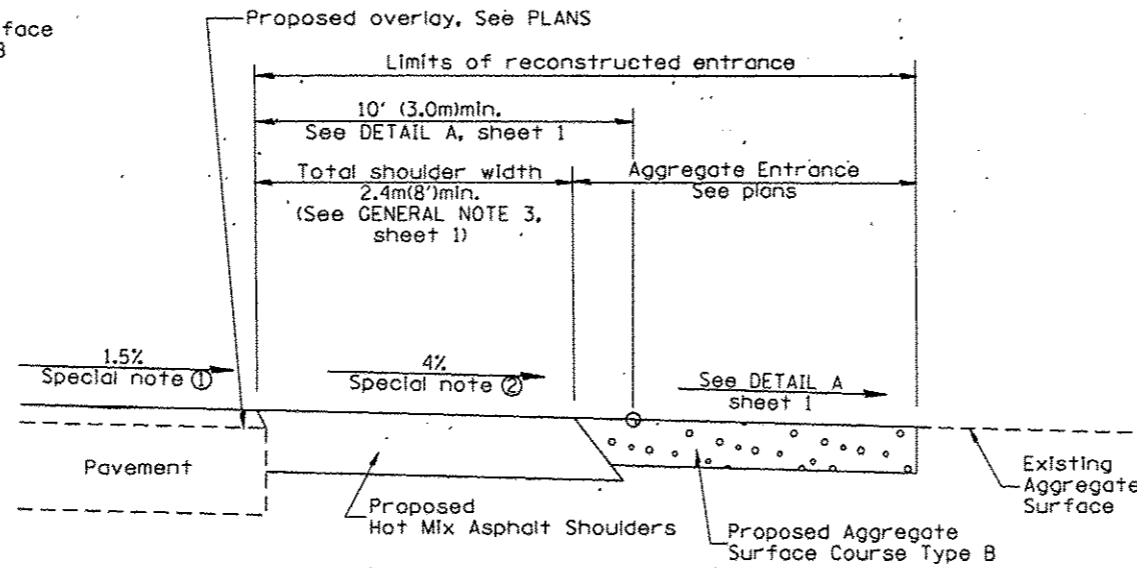 face
B
Proposed overlay, See PLANS
Limits of reconstructed entrance
10' (3.0m)min.
See DETAIL A, sheet 1
Total shoulder width
2.4m(8')min.
(See GENERAL NOTE 3,
sheet 1)
Aggregate Entrance
See plans
1.5%
Special note ①
4%
Special note ②
See DETAIL A
sheet 1
Pavement
Proposed
Hot Mix Asphalt Shoulders
Proposed Aggregate
Surface Course Type B
Existing
Aggregate
Surface